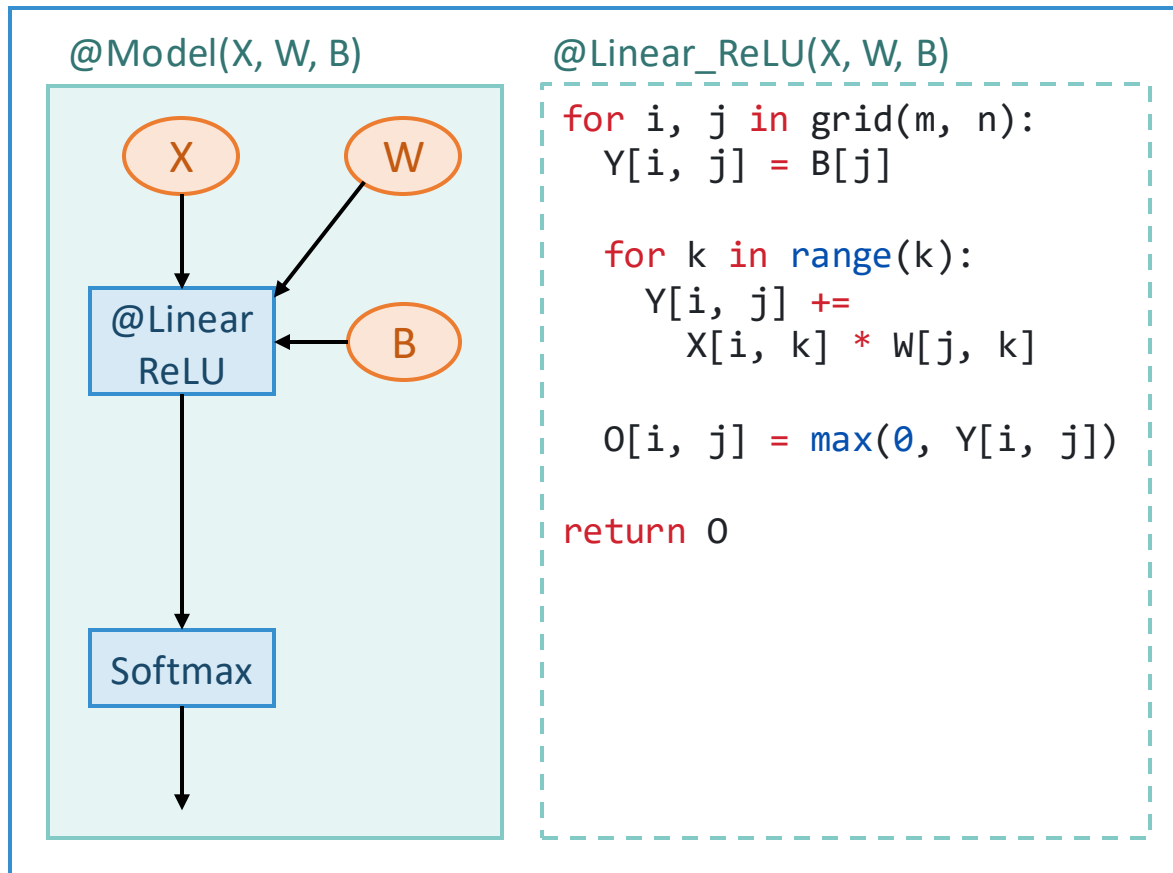 @Model(X, W, B)
X
W
@Linear
ReLU
B
Softmax
@Linear_ReLU(X, W, B)
for i, j in grid(m, n):
  Y[i, j] = B[j]
  for k in range(k):
    Y[i, j] +=
      X[i, k] * W[j, k]
  O[i, j] = max(0, Y[i, j])
return O